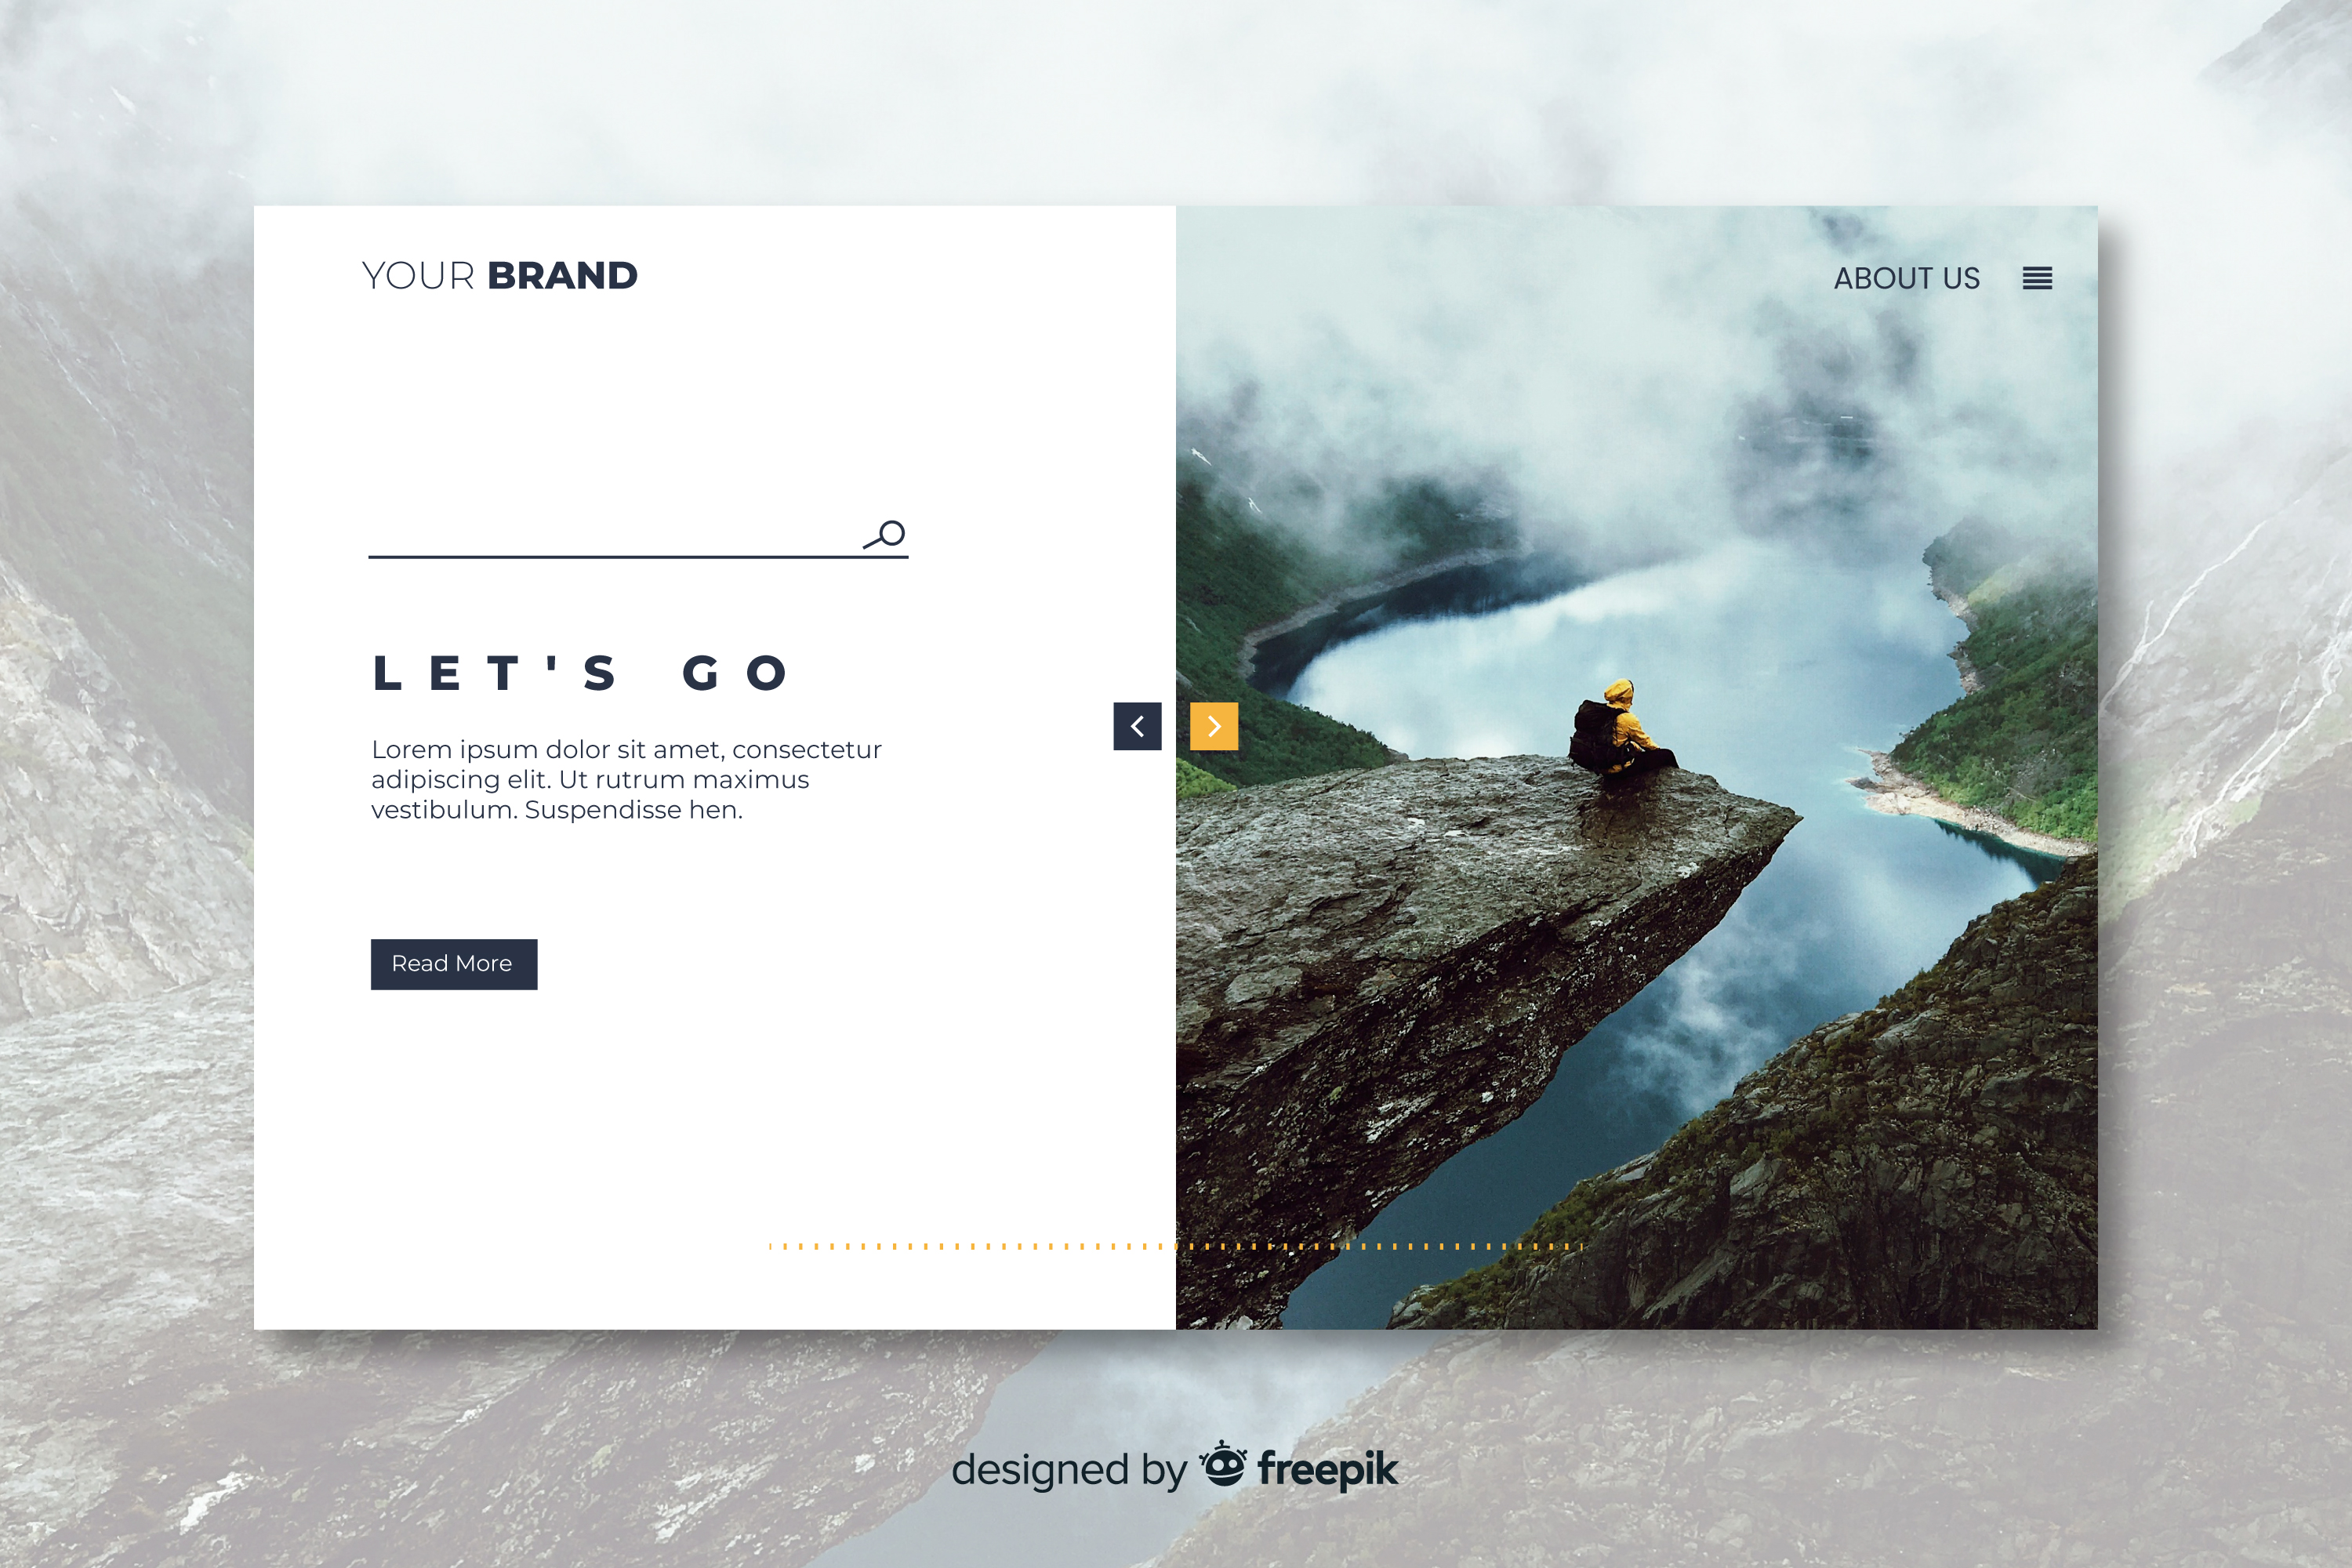 YOUR BRAND
ABOUT US
LET'S GO
Lorem ipsum dolor sit amet, consectetur
adipiscing elit. Ut rutrum maximus
vestibulum. Suspendisse hen.
Read More
designed by freepik